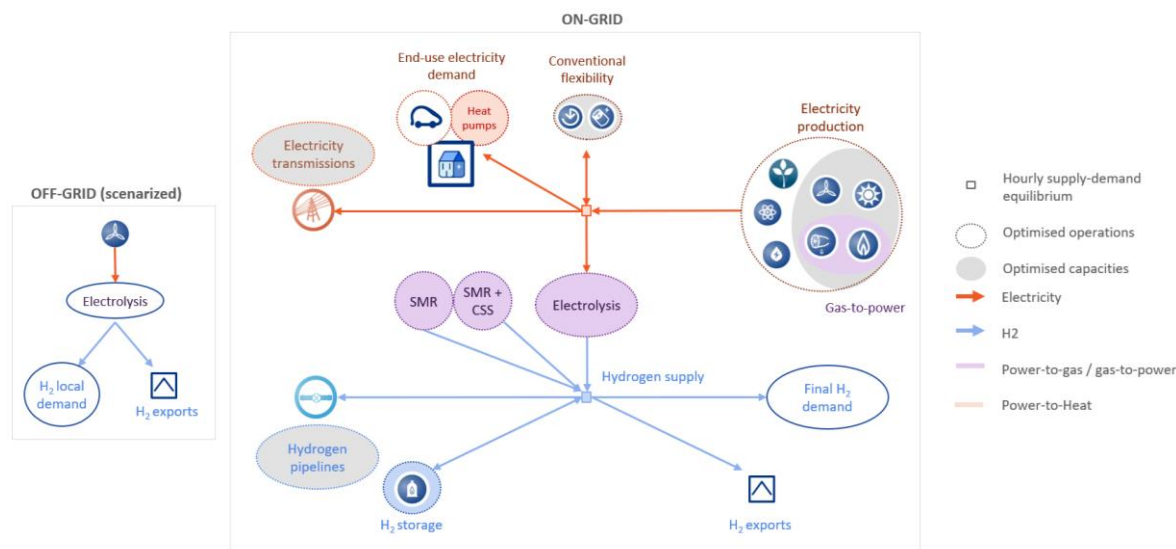 ON-GRID
End-use electricity
demand
Heat
pumps
Conventional
flexibility
Electricity
production
Electricity
transmissions
OFF-GRID (scenarized)
Electrolysis
H₂ local
demand
H₂ exports
SMR
SMR +
CSS
Electrolysis
Gas-to-power
Hydrogen supply
Final H₂
demand
Hydrogen
pipelines
H₂ storage
H₂ exports
Hourly supply-demand
equilibrium
Optimised operations
Optimised capacities
Electricity
H2
Power-to-gas / gas-to-power
Power-to-Heat